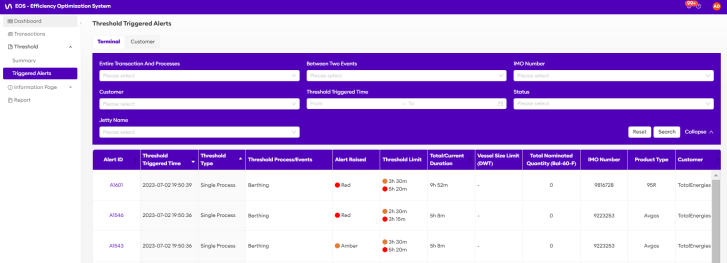 EOS - Efficiency Optimization System
99+
AD
Dashboard
Transactions
Threshold
Summary
Triggered Alerts
Information Page
Report
Threshold Triggered Alerts
Terminal Customer
Entire Transaction And Processes Between Two Events IMO Number
Please select Please select Please select
Customer Threshold Triggered Time Status
Please select From - To Please select
Jetty Name
Please select
Reset Search Collapse
Alert ID Threshold Triggered Time Threshold Type Threshold Process/Events Alert Raised Threshold Limit Total/Current Duration Vessel Size Limit (DWT) Total Nominated Quantity (Bal-60-F) IMO Number Product Type Customer
A1601 2023-07-02 19:50:39 Single Process Berthing Red 3h 30m 5h 20m 9h 52m - 0 9816728 95R TotalEnergies
A1546 2023-07-02 19:50:36 Single Process Berthing Red 2h 30m 3h 15m 5h 8m - 0 9223253 Avgas TotalEnergies
A1543 2023-07-02 19:50:36 Single Process Berthing Amber 3h 30m 5h 20m 5h 8m - 0 9223253 Avgas TotalEnergies